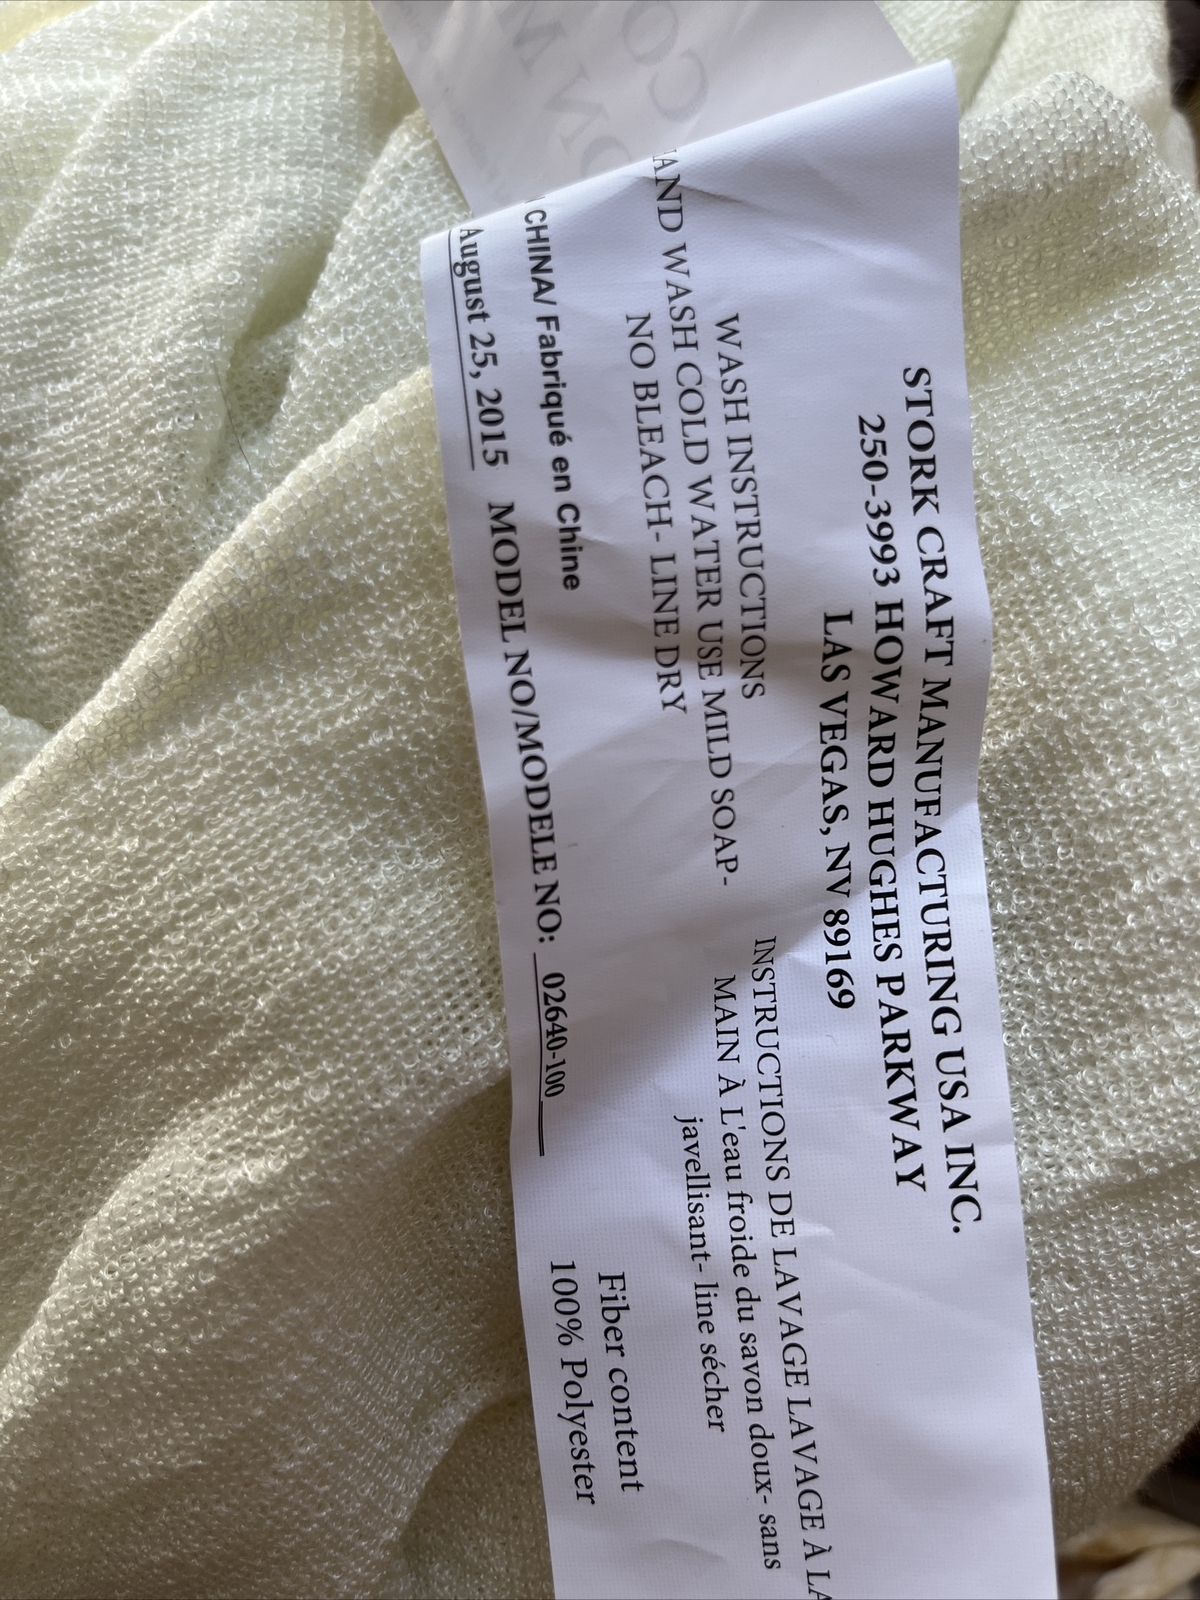 STORK CRAFT MANUFACTURING USA INC.
250-3993 HOWARD HUGHES PARKWAY
LAS VEGAS, NV 89169
WASH INSTRUCTIONS
HAND WASH COLD WATER USE MILD SOAP-
NO BLEACH- LINE DRY
INSTRUCTIONS DE LAVAGE LAVAGE À LA
MAIN À L'eau froide du savon doux- sans
javellisant- line sécher
CHINA/ Fabriqué en Chine
August 25, 2015 MODEL NO/MODELE NO: 02640-100
Fiber content
100% Polyester